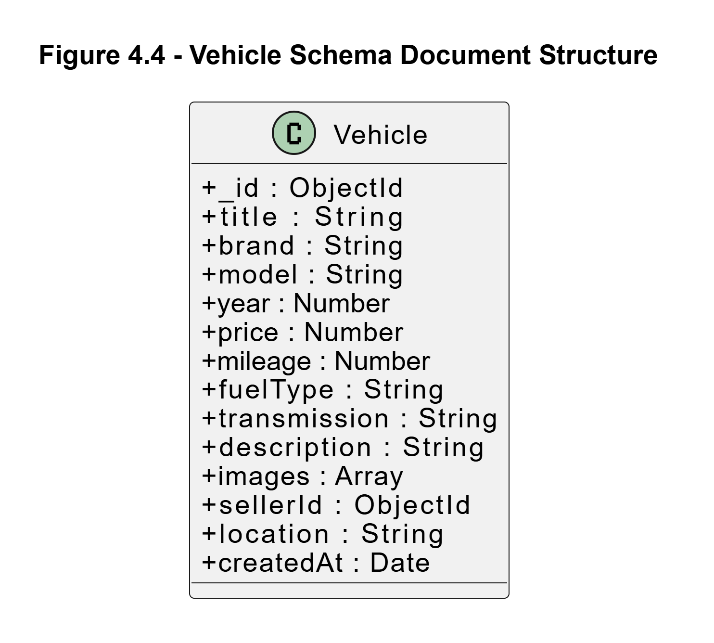 Figure 4.4 - Vehicle Schema Document Structure
C Vehicle
+_id : ObjectId
+title : String
+brand : String
+model : String
+year : Number
+price : Number
+mileage : Number
+fuelType : String
+transmission : String
+description : String
+images : Array
+sellerId : ObjectId
+location : String
+createdAt : Date